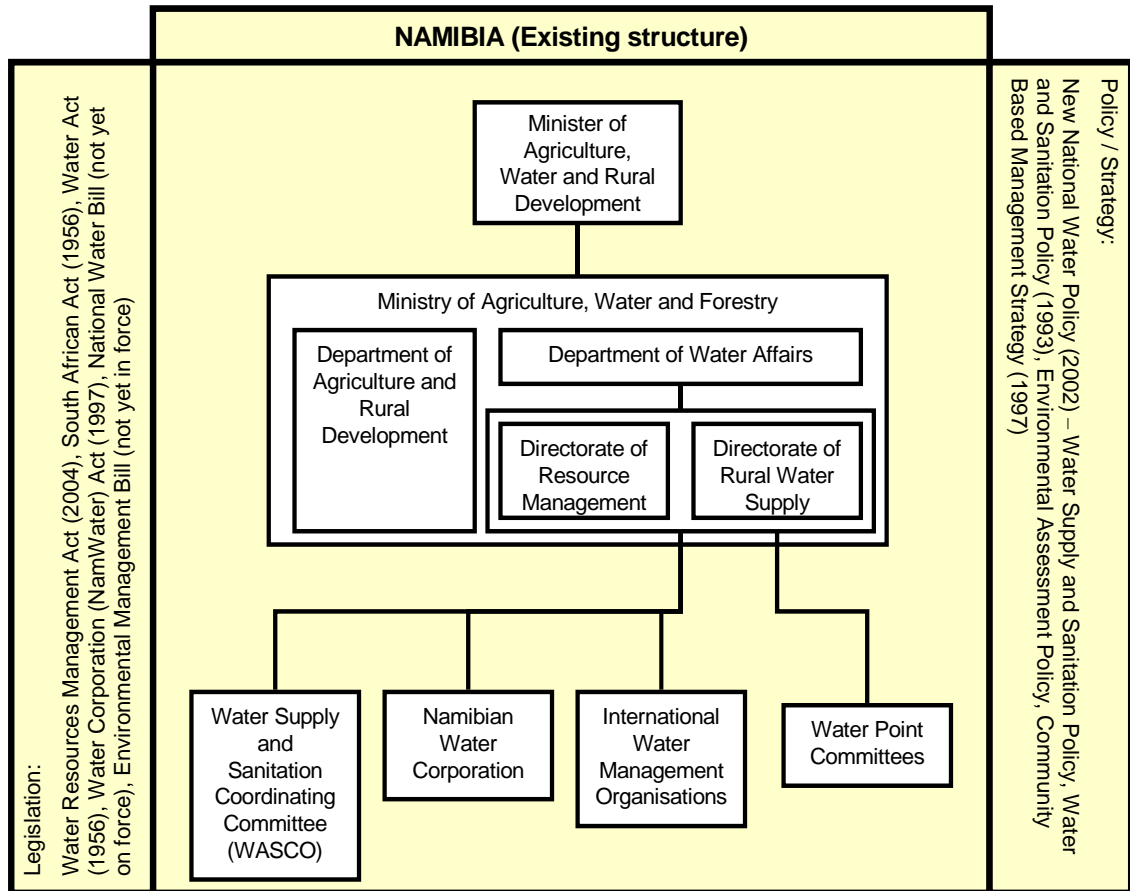 NAMIBIA (Existing structure)
Legislation:
Water Resources Management Act (2004), South African Act (1956), Water Act
(1956), Water Corporation (NamWater) Act (1997), National Water Bill (not yet
on force), Environmental Management Bill (not yet in force)
Minister of
Agriculture,
Water and Rural
Development
Ministry of Agriculture, Water and Forestry
Department of
Agriculture and
Rural
Development
Department of Water Affairs
Directorate of
Resource
Management
Directorate of
Rural Water
Supply
Water Supply
and
Sanitation
Coordinating
Committee
(WASCO)
Namibian
Water
Corporation
International
Water
Management
Organisations
Water Point
Committees
Policy / Strategy:
New National Water Policy (2002) – Water Supply and Sanitation Policy, Water
and Sanitation Policy (1993), Environmental Assessment Policy, Community
Based Management Strategy (1997)